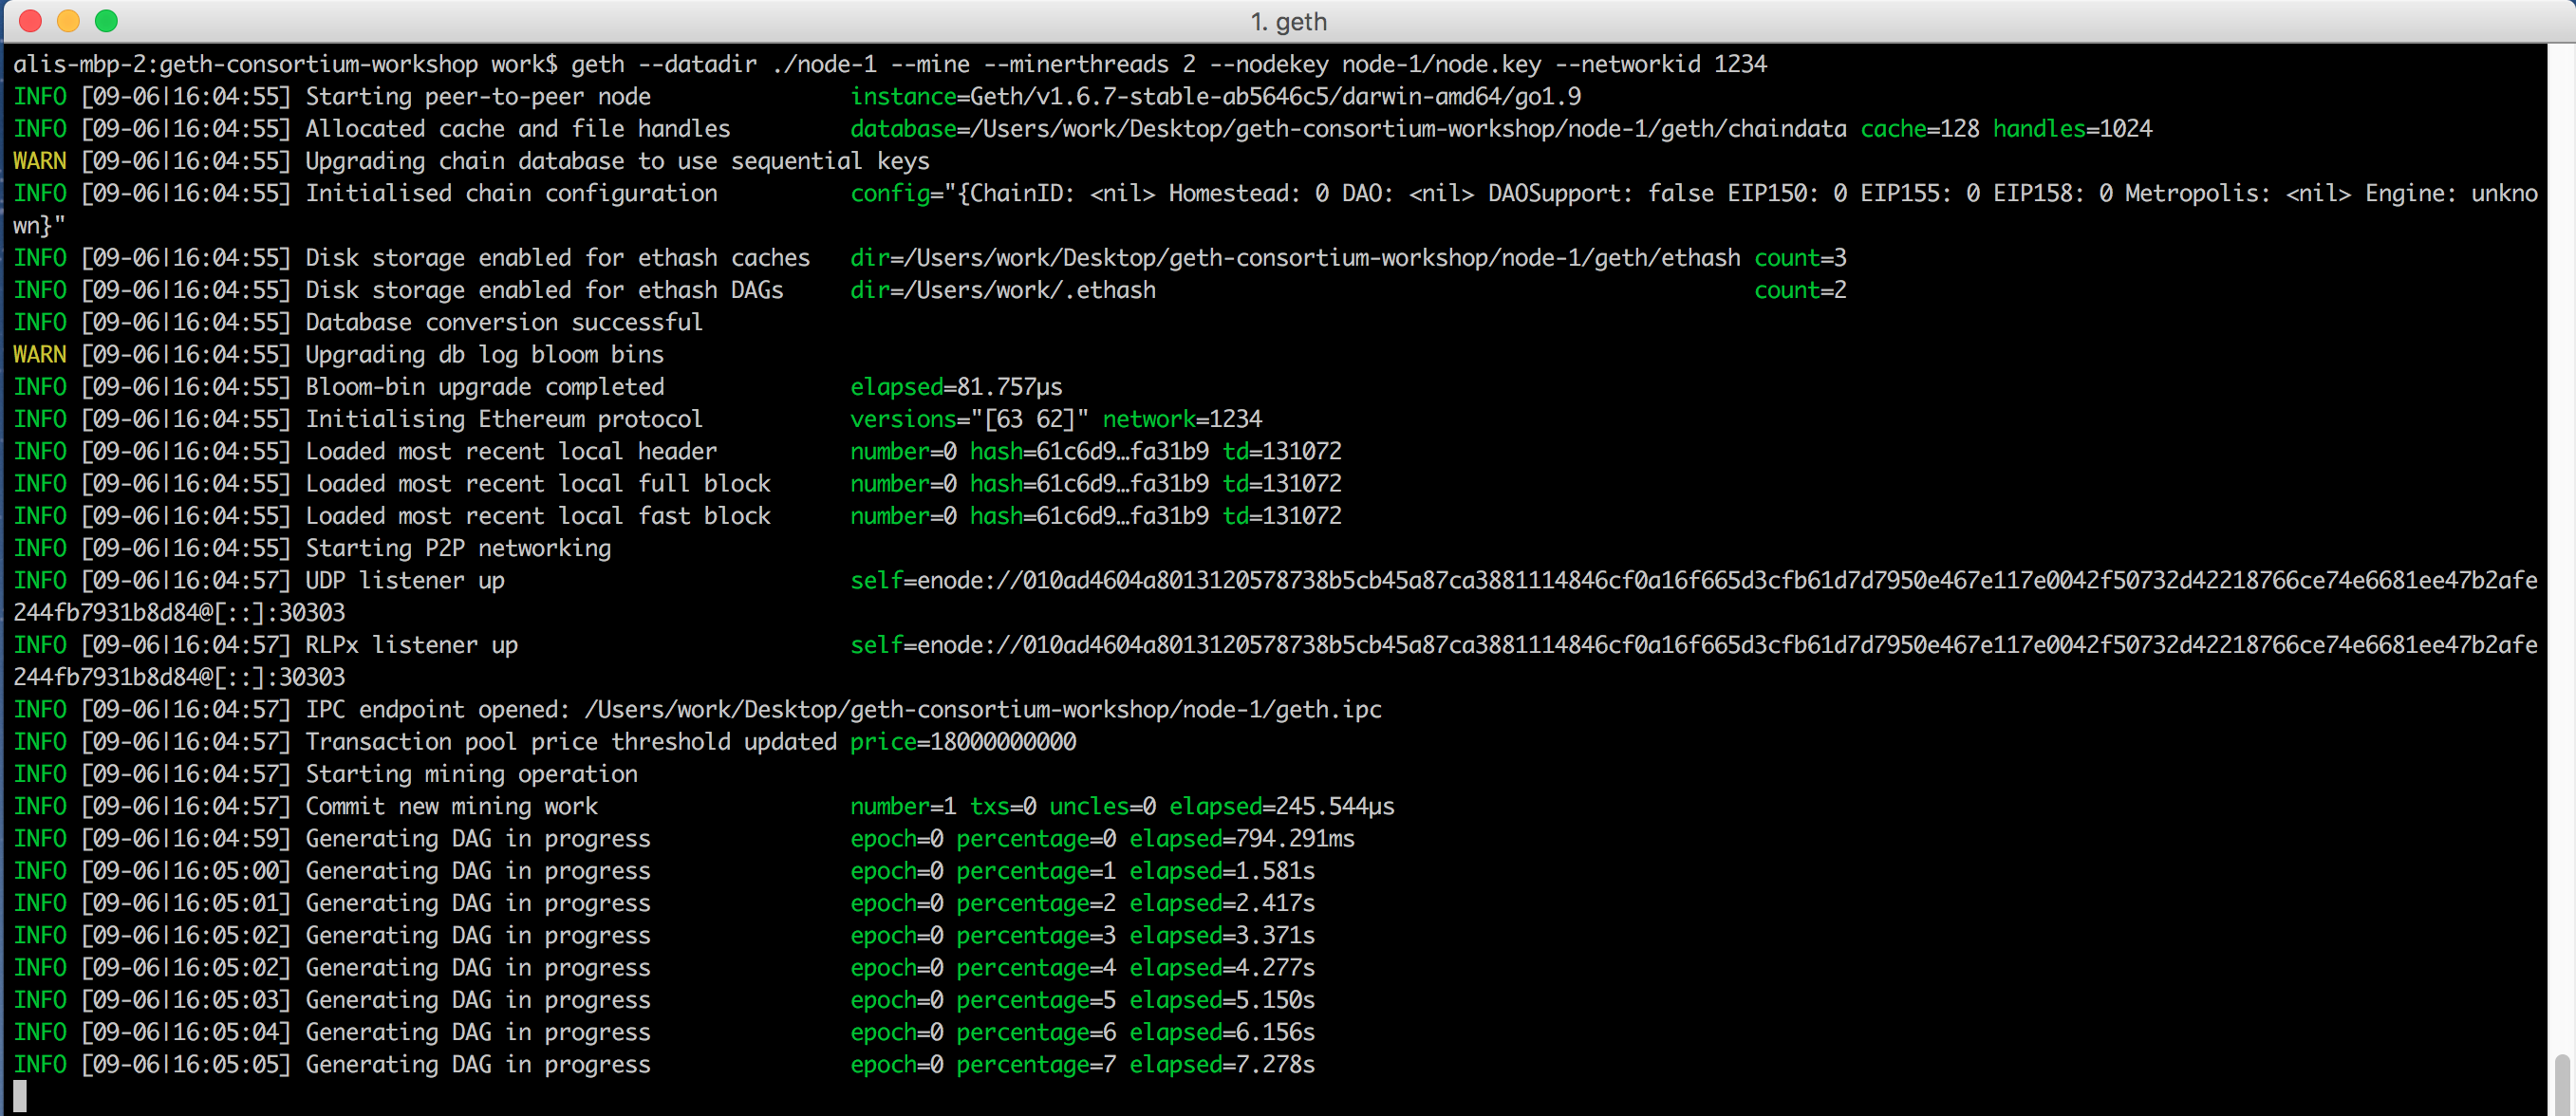 1. geth
alis-mbp-2:geth-consortium-workshop work$ geth --datadir ./node-1 --mine --minerthreads 2 --nodekey node-1/node.key --networkid 1234
INFO [09-06|16:04:55] Starting peer-to-peer node instance=Geth/v1.6.7-stable-ab5646c5/darwin-amd64/go1.9
INFO [09-06|16:04:55] Allocated cache and file handles database=/Users/work/Desktop/geth-consortium-workshop/node-1/geth/chaindata cache=128 handles=1024
WARN [09-06|16:04:55] Upgrading chain database to use sequential keys
INFO [09-06|16:04:55] Initialised chain configuration config="{ChainID: <nil> Homestead: 0 DAO: <nil> DAOSupport: false EIP150: 0 EIP155: 0 EIP158: 0 Metropolis: <nil> Engine: unkno
wn}"
INFO [09-06|16:04:55] Disk storage enabled for ethash caches dir=/Users/work/Desktop/geth-consortium-workshop/node-1/geth/ethash count=3
INFO [09-06|16:04:55] Disk storage enabled for ethash DAGs dir=/Users/work/.ethash count=2
INFO [09-06|16:04:55] Database conversion successful
WARN [09-06|16:04:55] Upgrading db log bloom bins
INFO [09-06|16:04:55] Bloom-bin upgrade completed elapsed=81.757µs
INFO [09-06|16:04:55] Initialising Ethereum protocol versions="[63 62]" network=1234
INFO [09-06|16:04:55] Loaded most recent local header number=0 hash=61c6d9…fa31b9 td=131072
INFO [09-06|16:04:55] Loaded most recent local full block number=0 hash=61c6d9…fa31b9 td=131072
INFO [09-06|16:04:55] Loaded most recent local fast block number=0 hash=61c6d9…fa31b9 td=131072
INFO [09-06|16:04:55] Starting P2P networking
INFO [09-06|16:04:57] UDP listener up self=enode://010ad4604a8013120578738b5cb45a87ca3881114846cf0a16f665d3cfb61d7d7950e467e117e0042f50732d42218766ce74e6681ee47b2afe
244fb7931b8d84@[::]:30303
INFO [09-06|16:04:57] RLPx listener up self=enode://010ad4604a8013120578738b5cb45a87ca3881114846cf0a16f665d3cfb61d7d7950e467e117e0042f50732d42218766ce74e6681ee47b2afe
244fb7931b8d84@[::]:30303
INFO [09-06|16:04:57] IPC endpoint opened: /Users/work/Desktop/geth-consortium-workshop/node-1/geth.ipc
INFO [09-06|16:04:57] Transaction pool price threshold updated price=18000000000
INFO [09-06|16:04:57] Starting mining operation
INFO [09-06|16:04:57] Commit new mining work number=1 txs=0 uncles=0 elapsed=245.544µs
INFO [09-06|16:04:59] Generating DAG in progress epoch=0 percentage=0 elapsed=794.291ms
INFO [09-06|16:05:00] Generating DAG in progress epoch=0 percentage=1 elapsed=1.581s
INFO [09-06|16:05:01] Generating DAG in progress epoch=0 percentage=2 elapsed=2.417s
INFO [09-06|16:05:02] Generating DAG in progress epoch=0 percentage=3 elapsed=3.371s
INFO [09-06|16:05:02] Generating DAG in progress epoch=0 percentage=4 elapsed=4.277s
INFO [09-06|16:05:03] Generating DAG in progress epoch=0 percentage=5 elapsed=5.150s
INFO [09-06|16:05:04] Generating DAG in progress epoch=0 percentage=6 elapsed=6.156s
INFO [09-06|16:05:05] Generating DAG in progress epoch=0 percentage=7 elapsed=7.278s